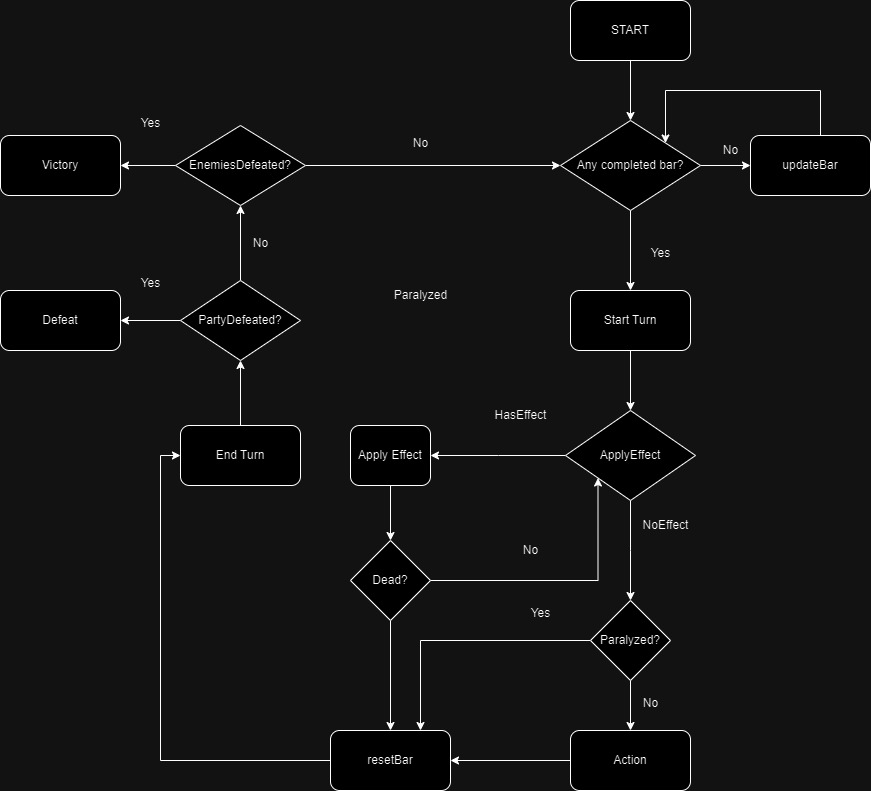 START
Yes
EnemiesDefeated?
No
Any completed bar?
No
updateBar
Victory
No
Yes
Yes
Paralyzed
Defeat
PartyDefeated?
Start Turn
HasEffect
End Turn
Apply Effect
ApplyEffect
NoEffect
No
Dead?
Yes
Paralyzed?
No
resetBar
Action